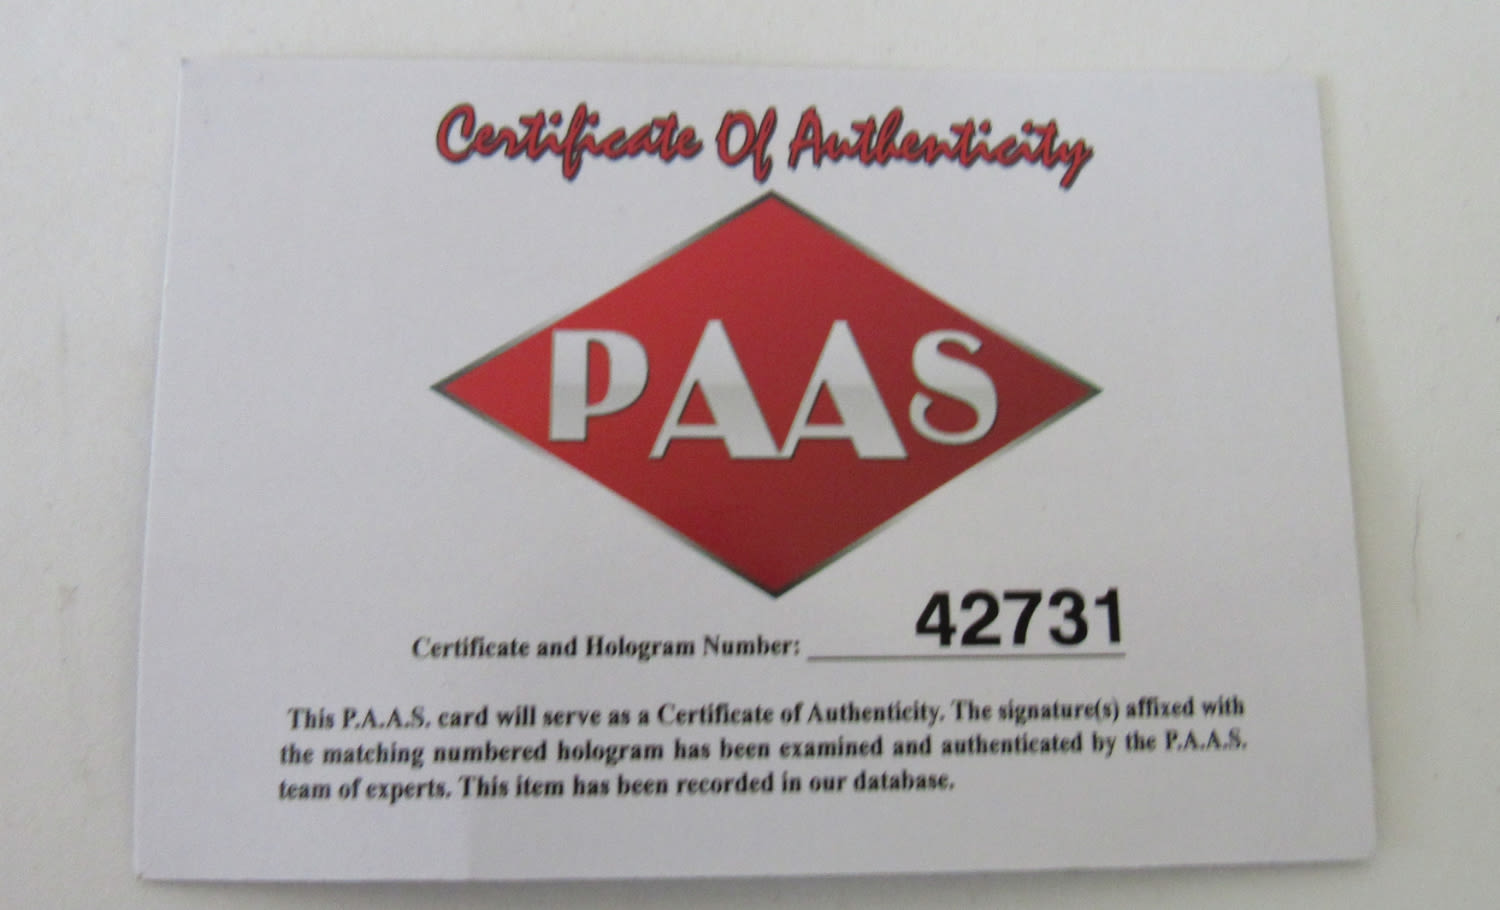 Certificate Of Authenticity
PAAS
Certificate and Hologram Number: 42731
This P.A.A.S. card will serve as a Certificate of Authenticity. The signature(s) affixed with
the matching numbered hologram has been examined and authenticated by the P.A.A.S.
team of experts. This item has been recorded in our database.